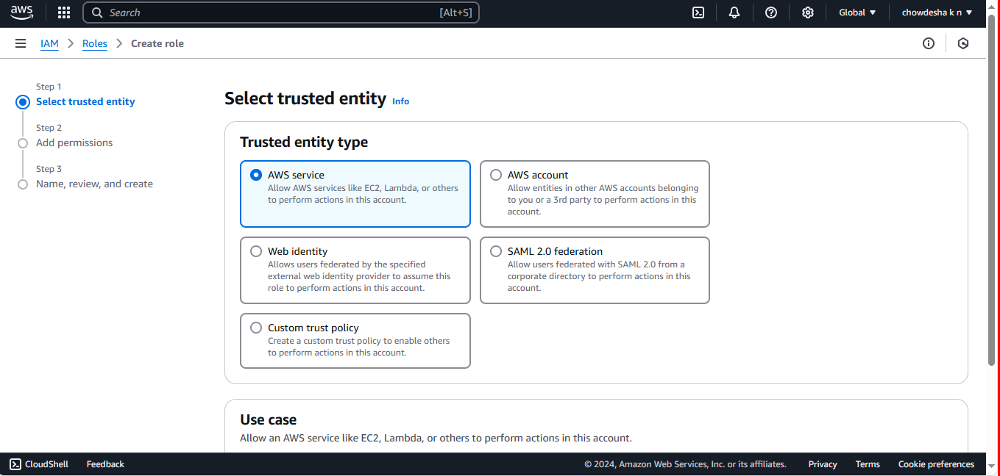 aws
Search
[Alt+S]
Global
chowdesha k n
IAM
Roles
Create role
Step 1
Select trusted entity
Step 2
Add permissions
Step 3
Name, review, and create
Select trusted entity
Info
Trusted entity type
AWS service
Allow AWS services like EC2, Lambda, or others
to perform actions in this account.
AWS account
Allow entities in other AWS accounts belonging
to you or a 3rd party to perform actions in this
account.
Web identity
Allows users federated by the specified
external web identity provider to assume this
role to perform actions in this account.
SAML 2.0 federation
Allow users federated with SAML 2.0 from a
corporate directory to perform actions in this
account.
Custom trust policy
Create a custom trust policy to enable others
to perform actions in this account.
Use case
Allow an AWS service like EC2, Lambda, or others to perform actions in this account.
CloudShell
Feedback
© 2024, Amazon Web Services, Inc. or its affiliates.
Privacy
Terms
Cookie preferences